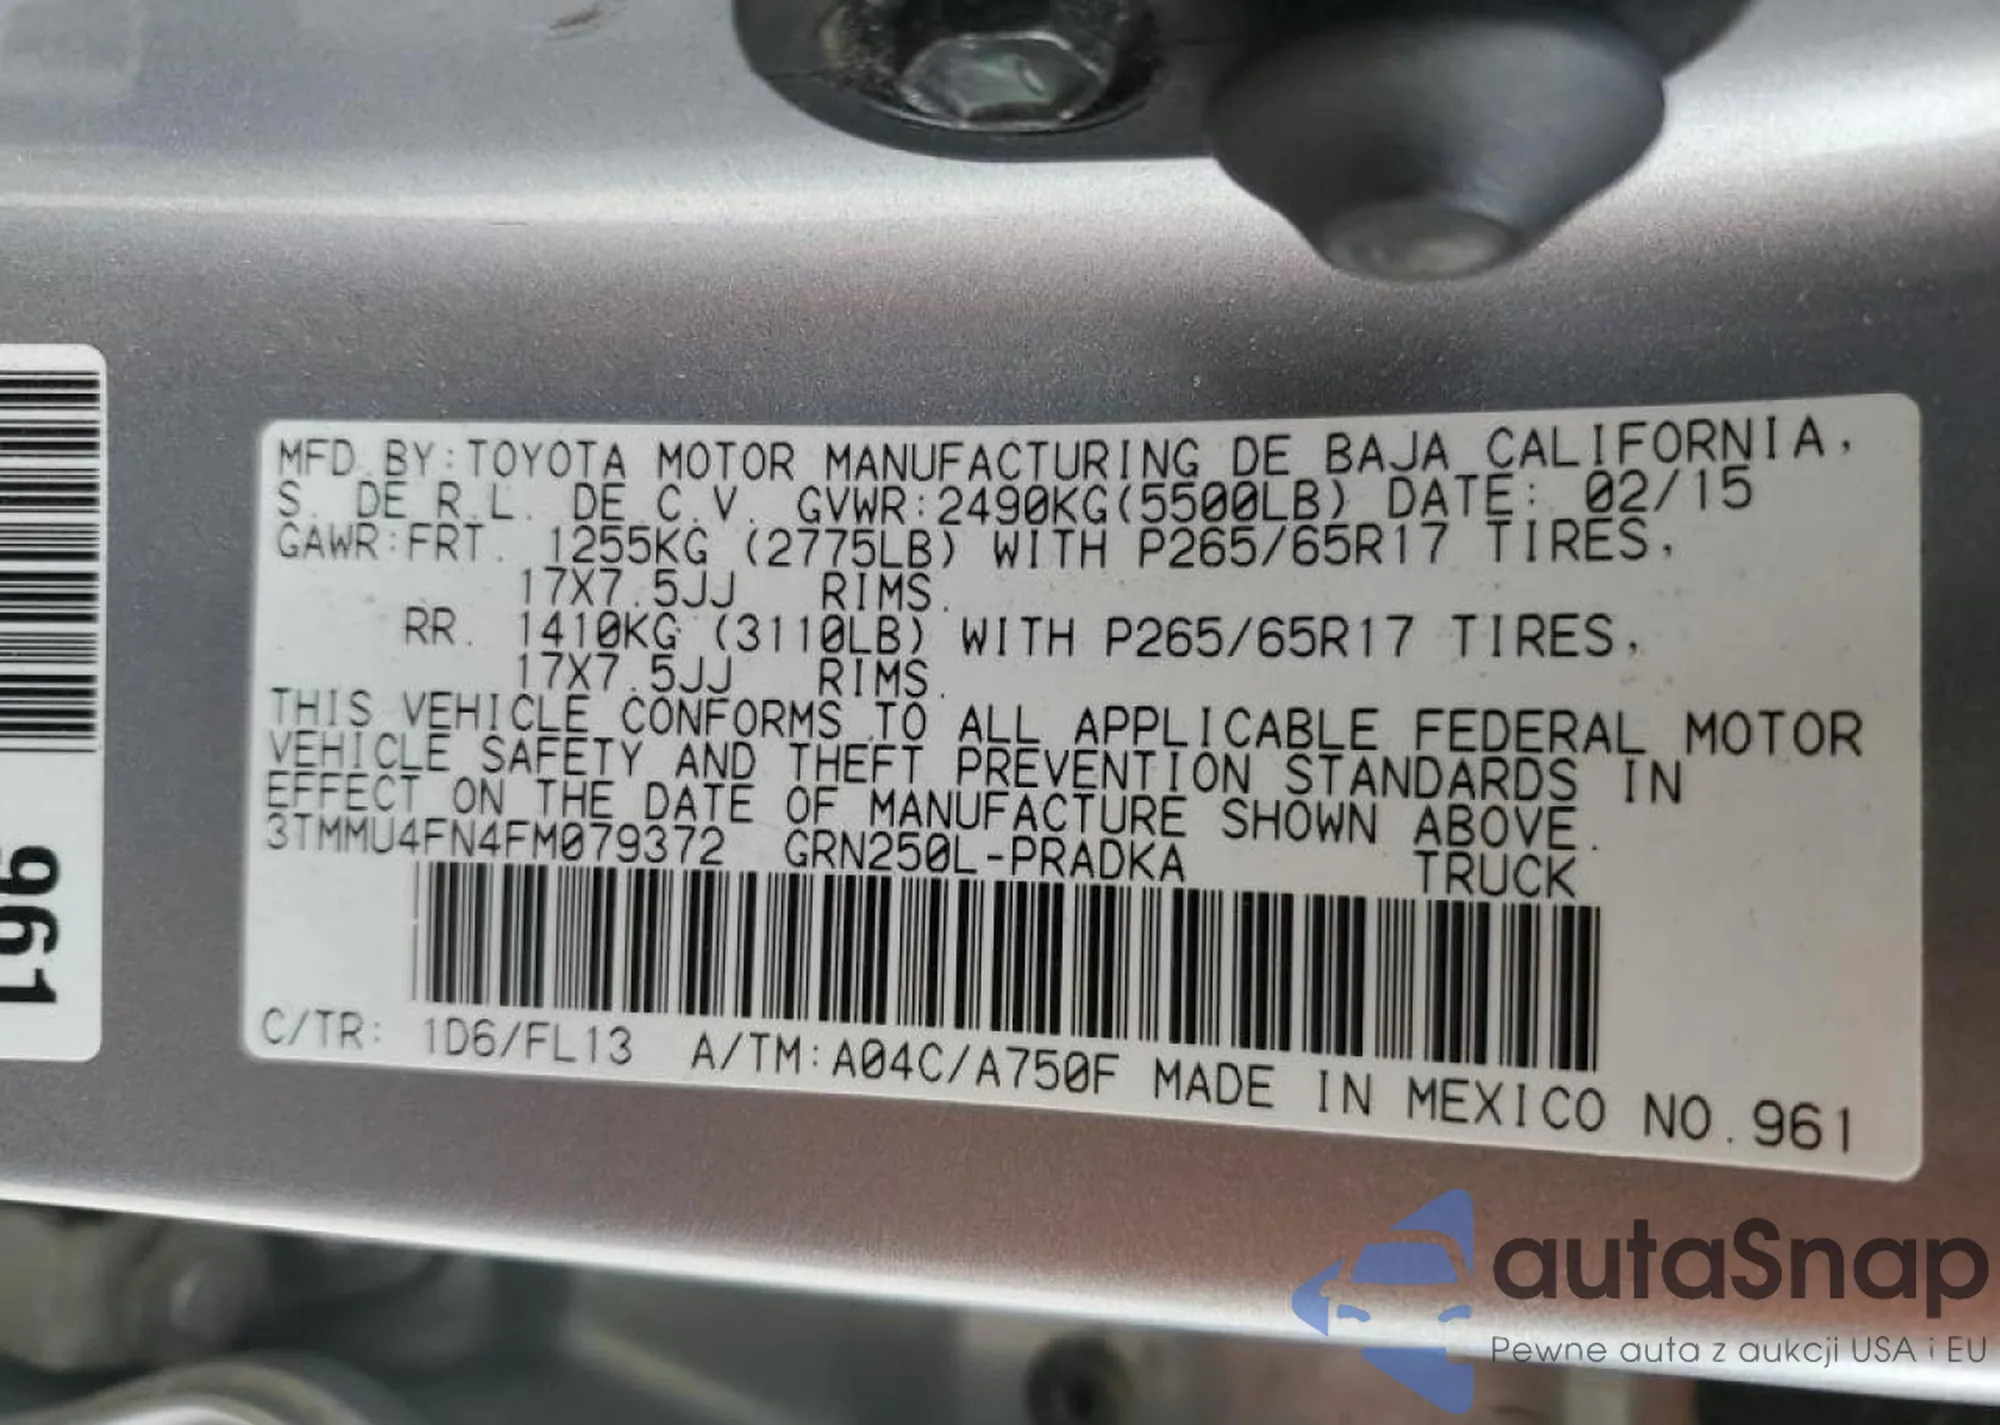 MFD. BY:TOYOTA MOTOR MANUFACTURING DE BAJA CALIFORNIA,
S. DE R.L. DE C.V. GVWR:2490KG(5500LB) DATE: 02/15
GAWR:FRT. 1255KG (2775LB) WITH P265/65R17 TIRES,
17X7.5JJ RIMS.
RR. 1410KG (3110LB) WITH P265/65R17 TIRES,
17X7.5JJ RIMS.
THIS VEHICLE CONFORMS TO ALL APPLICABLE FEDERAL MOTOR
VEHICLE SAFETY AND THEFT PREVENTION STANDARDS IN
EFFECT ON THE DATE OF MANUFACTURE SHOWN ABOVE.
3TMMU4FN4FM079372 GRN250L-PRADKA TRUCK
C/TR: 1D6/FL13 A/TM:A04C/A750F MADE IN MEXICO NO.961
961
autaSnap
Pewne auta z aukcji USA i EU